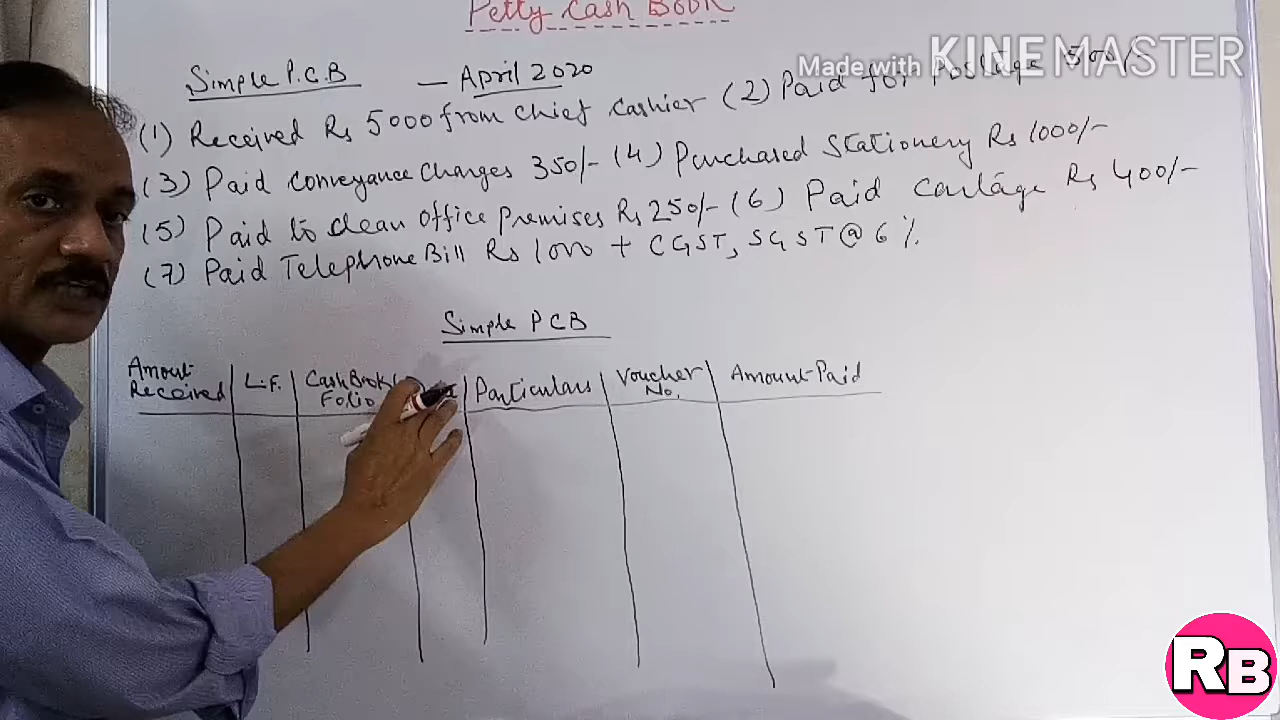 Petty Cash Book
Made with KINEMASTER
Simple P.C.B — April 2020
(1) Received Rs 5000 from chief cashier (2) Paid for Postage 500/-
(3) Paid conveyance charges 350/- (4) Purchased Stationery Rs 1000/-
(5) Paid to clean office premises Rs 250/- (6) Paid cartage Rs 400/-
(7) Paid Telephone Bill Rs 1000 + CGST, SGST @ 6%
Simple PCB
Amount Received
L.F.
Cash Book Folio
Particulars
Voucher No.
Amount Paid
RB